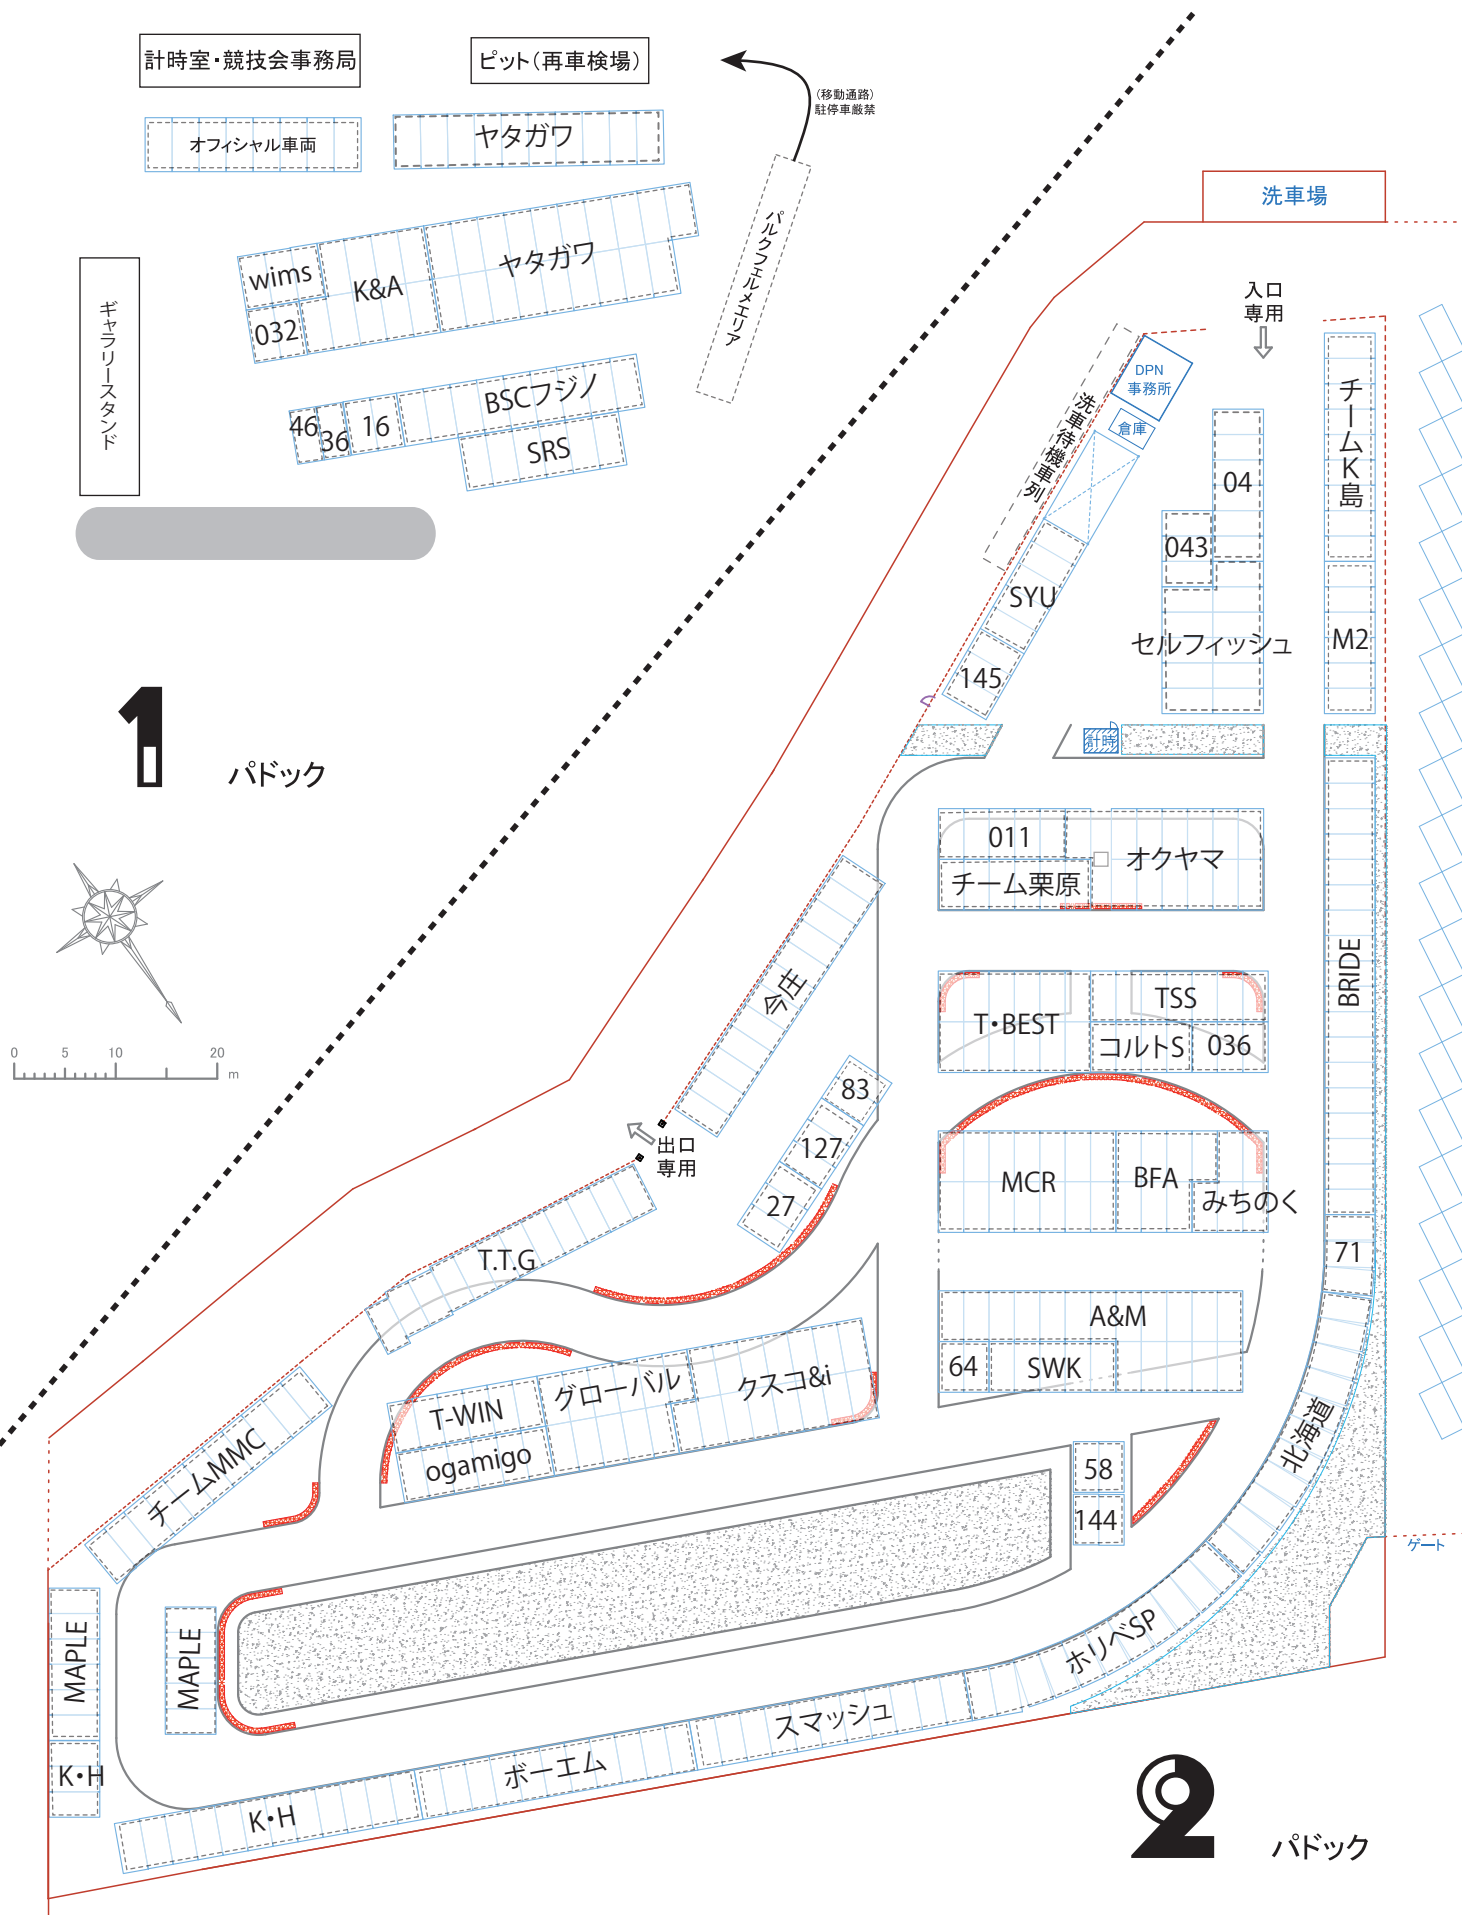 計時室・競技会事務局
ピット(再車検場)
(移動通路)
駐停車厳禁
オフィシャル車両
ヤタガワ
パルクフェルメエリア
洗車場
wims
K&A
ヤタガワ
032
ギャラリースタンド
入口
専用
46
36
16
BSCフジノ
SRS
DPN
事務所
倉庫
洗車待機車列
チームK島
04
043
SYU
セルフィッシュ
M2
145
計時
1
パドック
011
オクヤマ
チーム栗原
BRIDE
今庄
T・BEST
TSS
コルトS
036
0
5
10
20
m
83
127
27
出口
専用
MCR
BFA
みちのく
71
T.T.G
A&M
64
SWK
T-WIN
グローバル
クスコ&i
ogamigo
北海道
58
144
チームMMC
ゲート
MAPLE
MAPLE
ホリベSP
スマッシュ
ボーエム
K・H
K・H
2
パドック